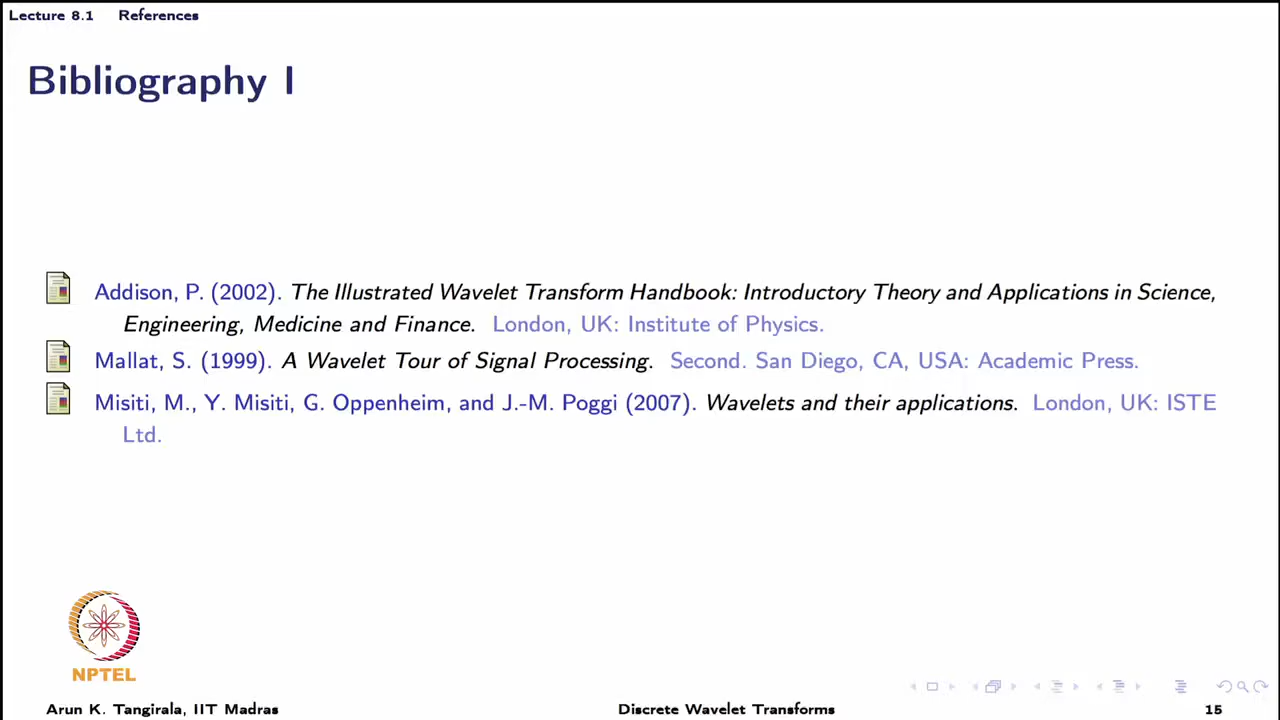 Lecture 8.1 References
Bibliography I
Addison, P. (2002). The Illustrated Wavelet Transform Handbook: Introductory Theory and Applications in Science,
Engineering, Medicine and Finance. London, UK: Institute of Physics.
Mallat, S. (1999). A Wavelet Tour of Signal Processing. Second. San Diego, CA, USA: Academic Press.
Misiti, M., Y. Misiti, G. Oppenheim, and J.-M. Poggi (2007). Wavelets and their applications. London, UK: ISTE
Ltd.
NPTEL
Arun K. Tangirala, IIT Madras Discrete Wavelet Transforms 15